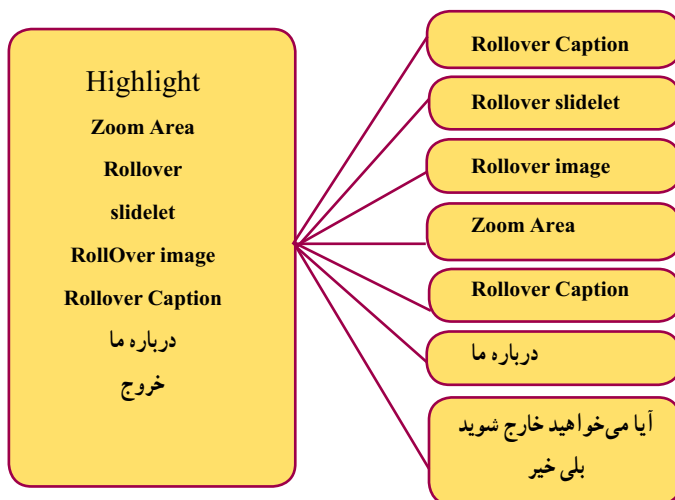 Highlight
Zoom Area
Rollover
slidelet
RollOver image
Rollover Caption
درباره ما
خروج
Rollover Caption
Rollover slidelet
Rollover image
Zoom Area
Rollover Caption
درباره ما
آیا می‌خواهید خارج شوید
بلی خیر